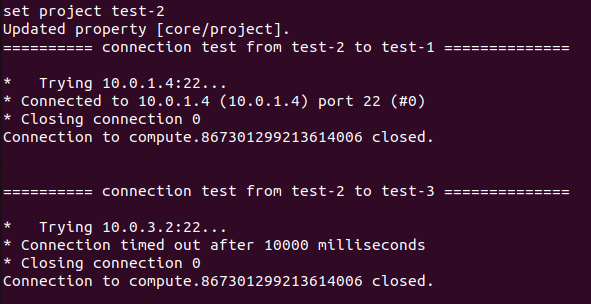 set project test-2
Updated property [core/project].
========== connection test from test-2 to test-1 ==============
*   Trying 10.0.1.4:22...
* Connected to 10.0.1.4 (10.0.1.4) port 22 (#0)
* Closing connection 0
Connection to compute.867301299213614006 closed.
========== connection test from test-2 to test-3 ==============
*   Trying 10.0.3.2:22...
* Connection timed out after 10000 milliseconds
* Closing connection 0
Connection to compute.867301299213614006 closed.